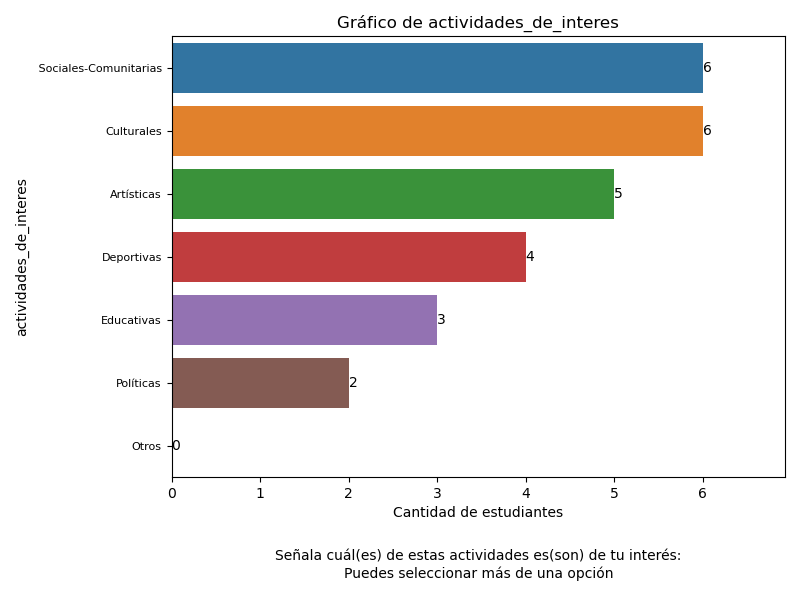 Gráfico de actividades_de_interes
Sociales-Comunitarias
6
Culturales
6
Artísticas
5
Deportivas
4
Educativas
3
Políticas
2
Otros
0
actividades_de_interes
0 1 2 3 4 5 6
Cantidad de estudiantes
Señala cuál(es) de estas actividades es(son) de tu interés:
Puedes seleccionar más de una opción